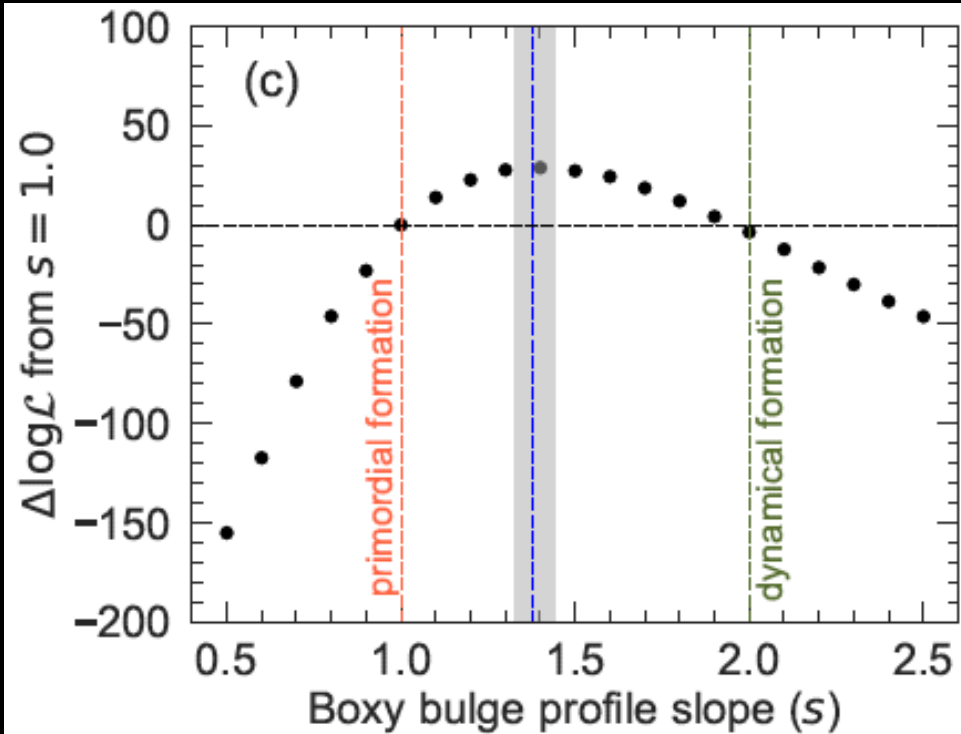 (c)
100
50
0
−50
−100
−150
−200
ΔlogℒL from s = 1.0
primordial formation
dynamical formation
0.5
1.0
1.5
2.0
2.5
Boxy bulge profile slope (s)